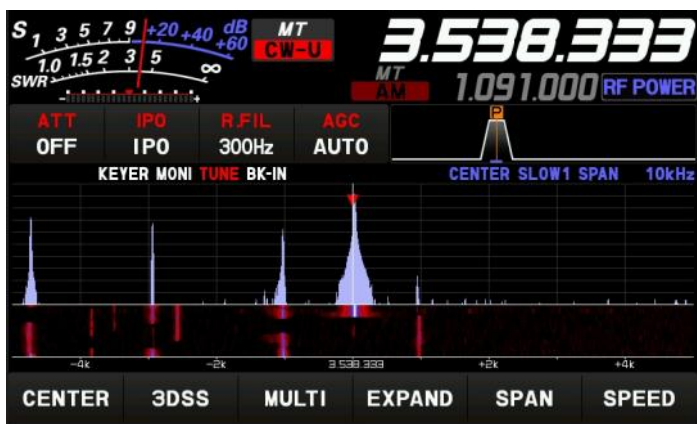 S 1 3 5 7 9 +20 +40 +60 dB
MT
CW-U
3.538.333
1.0 1.5 2 3 5 ∞
SWR
MT
AM
1.091.000
RF POWER
- +
ATT IPO R.FIL AGC
OFF IPO 300Hz AUTO
P
KEYER MONI TUNE BK-IN
CENTER SLOW1 SPAN 10kHz
-4k -2k 3.538.333 +2k +4k
CENTER 3DSS MULTI EXPAND SPAN SPEED